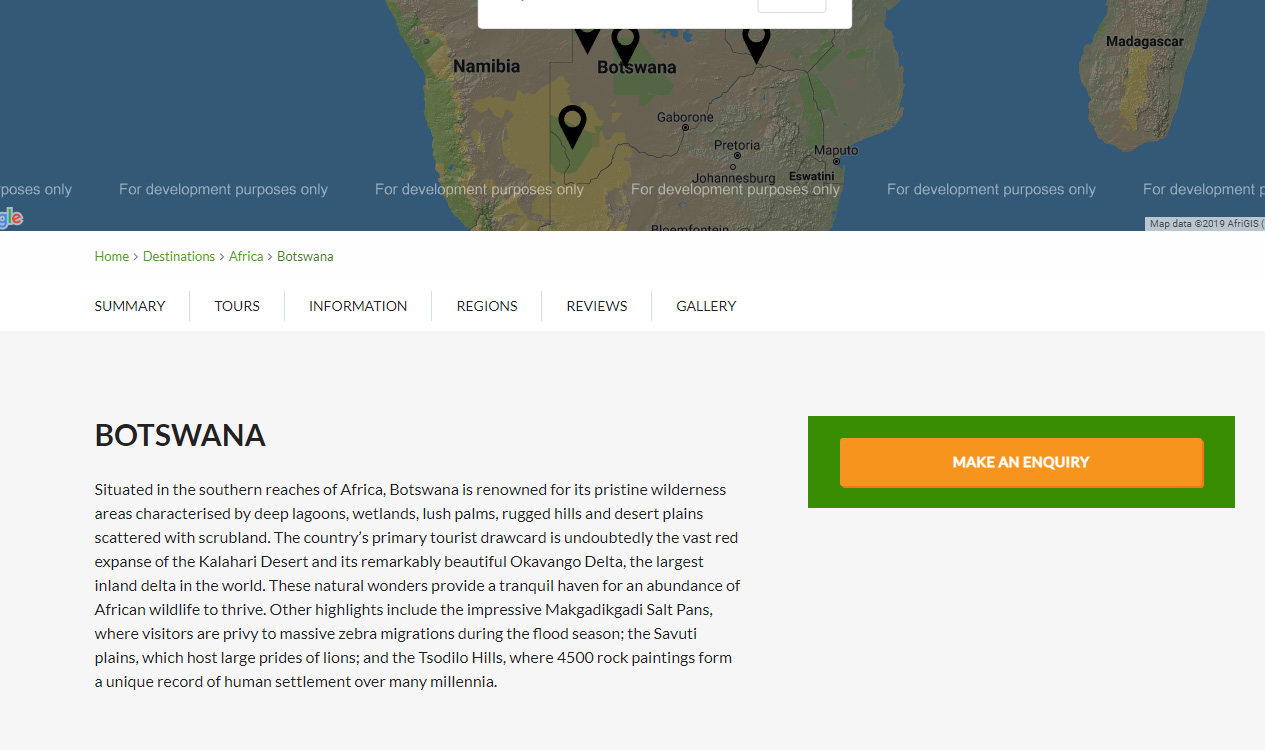 Madagascar
Namibia
Botswana
Gaborone
Pretoria
Maputo
Johannesburg
Eswatini
poses only For development purposes only For development purposes only For development purposes only For development purposes only For development p
gle
Bloemfontein
Map data ©2019 AfriGIS (
Home > Destinations > Africa > Botswana
SUMMARY TOURS INFORMATION REGIONS REVIEWS GALLERY
BOTSWANA
MAKE AN ENQUIRY
Situated in the southern reaches of Africa, Botswana is renowned for its pristine wilderness
areas characterised by deep lagoons, wetlands, lush palms, rugged hills and desert plains
scattered with scrubland. The country’s primary tourist drawcard is undoubtedly the vast red
expanse of the Kalahari Desert and its remarkably beautiful Okavango Delta, the largest
inland delta in the world. These natural wonders provide a tranquil haven for an abundance of
African wildlife to thrive. Other highlights include the impressive Makgadikgadi Salt Pans,
where visitors are privy to massive zebra migrations during the flood season; the Savuti
plains, which host large prides of lions; and the Tsodilo Hills, where 4500 rock paintings form
a unique record of human settlement over many millennia.